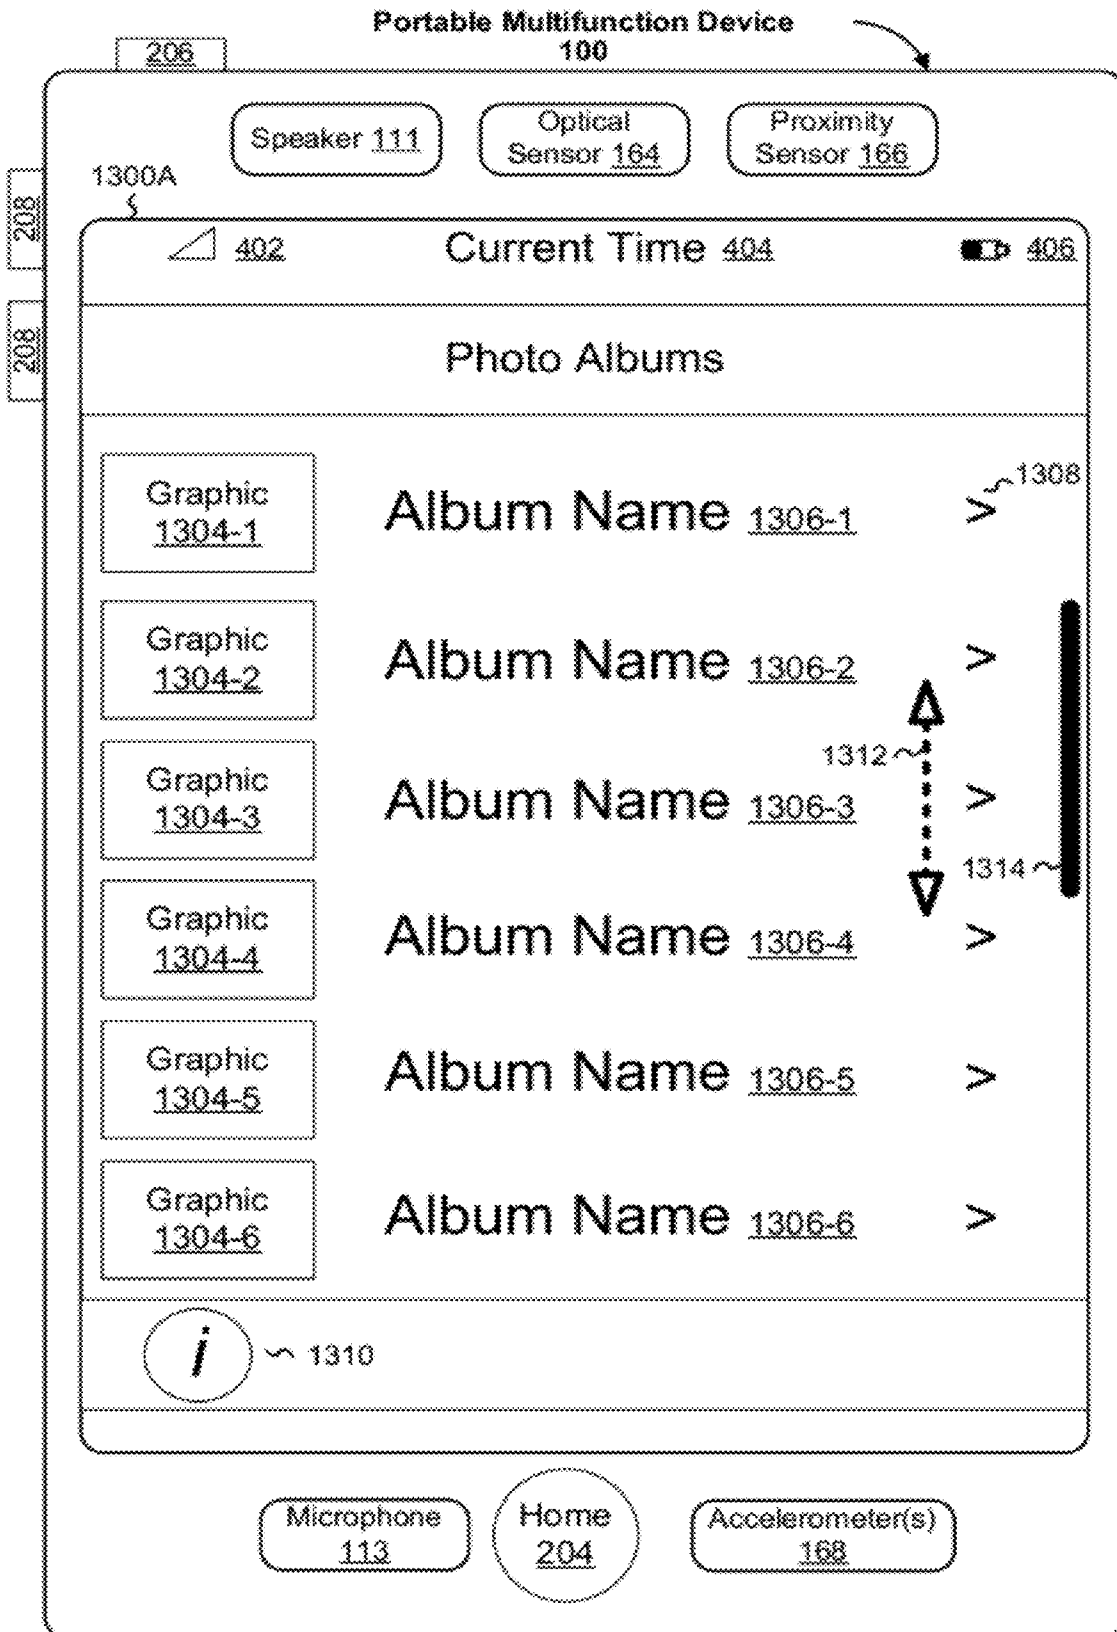 Portable Multifunction Device
100
206
Speaker 111
Optical
Sensor 164
Proximity
Sensor 166
1300A
208
208
402
Current Time 404
406
Photo Albums
Graphic
1304-1
Album Name 1306-1
>
1308
Graphic
1304-2
Album Name 1306-2
>
1312
Graphic
1304-3
Album Name 1306-3
>
1314
Graphic
1304-4
Album Name 1306-4
>
Graphic
1304-5
Album Name 1306-5
>
Graphic
1304-6
Album Name 1306-6
>
i
1310
Microphone
113
Home
204
Accelerometer(s)
168